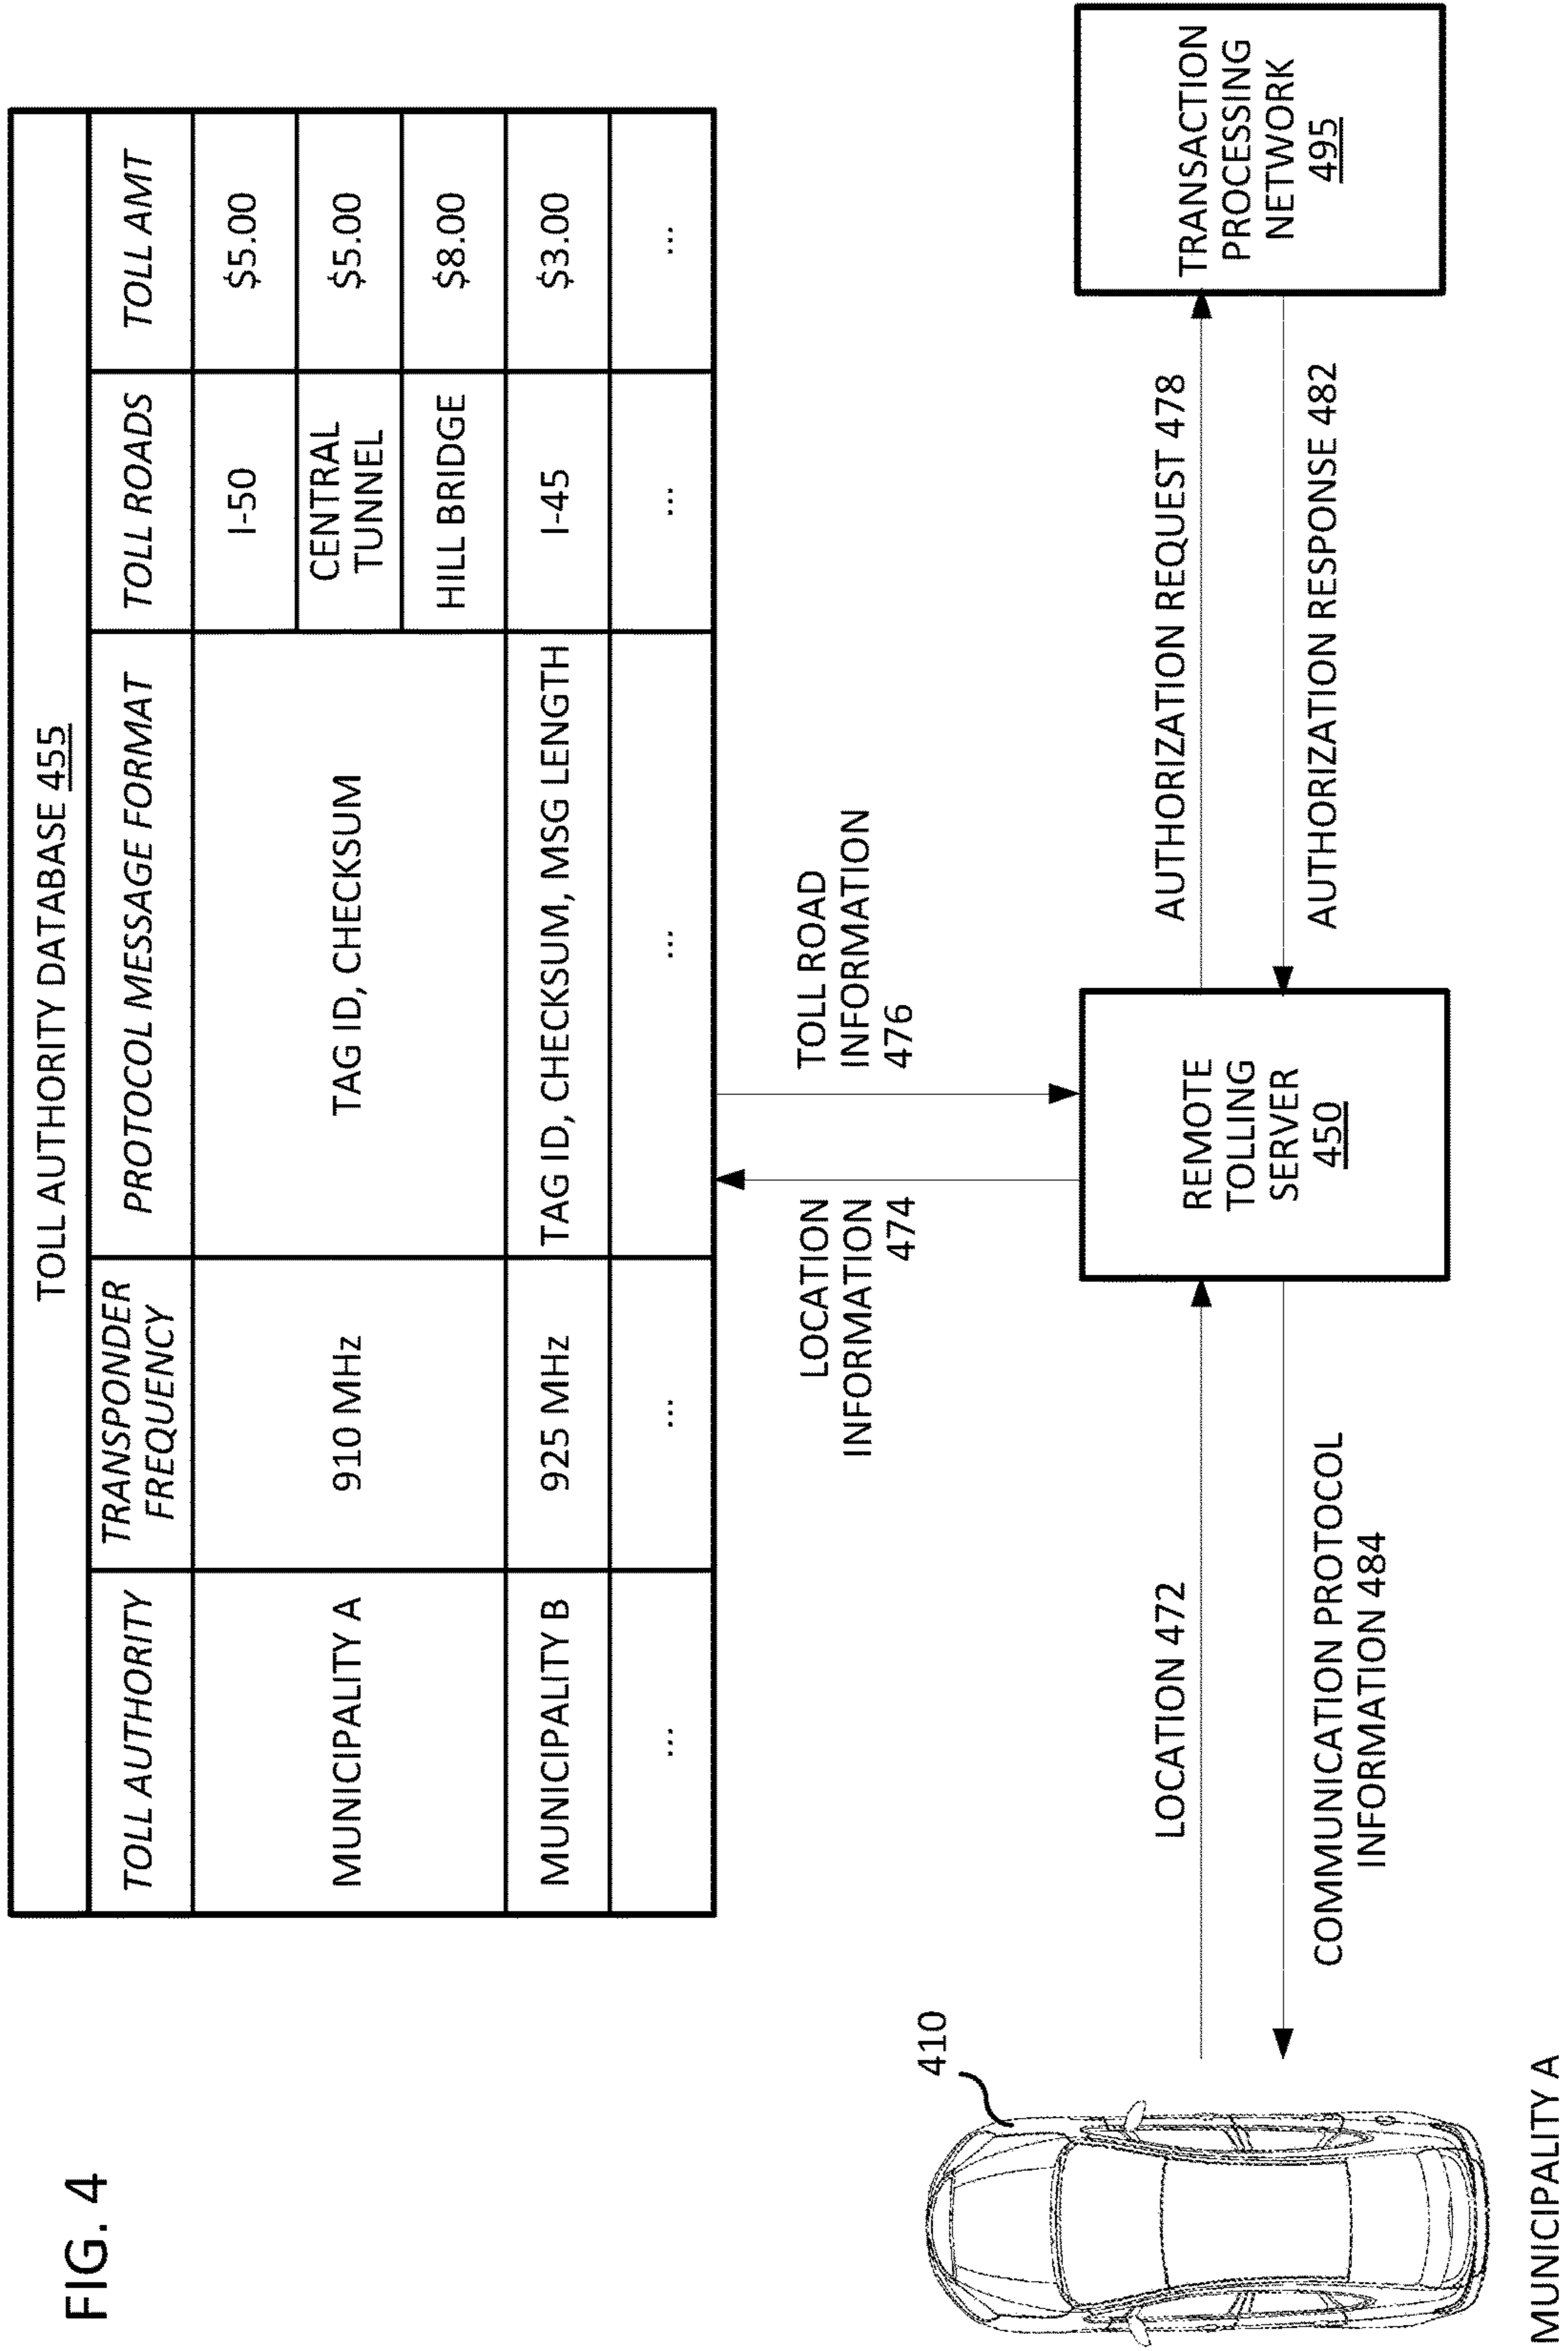 FIG. 4
TOLL AUTHORITY DATABASE 455
TOLL AUTHORITY
TRANSPONDER
FREQUENCY
PROTOCOL MESSAGE FORMAT
TOLL ROADS
TOLL AMT
MUNICIPALITY A
910 MHz
TAG ID, CHECKSUM
I-50
$5.00
CENTRAL
TUNNEL
$5.00
HILL BRIDGE
$8.00
MUNICIPALITY B
925 MHz
TAG ID, CHECKSUM, MSG LENGTH
I-45
$3.00
...
...
...
...
...
LOCATION
INFORMATION
474
TOLL ROAD
INFORMATION
476
410
LOCATION 472
COMMUNICATION PROTOCOL
INFORMATION 484
REMOTE
TOLLING
SERVER
450
AUTHORIZATION REQUEST 478
AUTHORIZATION RESPONSE 482
TRANSACTION
PROCESSING
NETWORK
495
MUNICIPALITY A